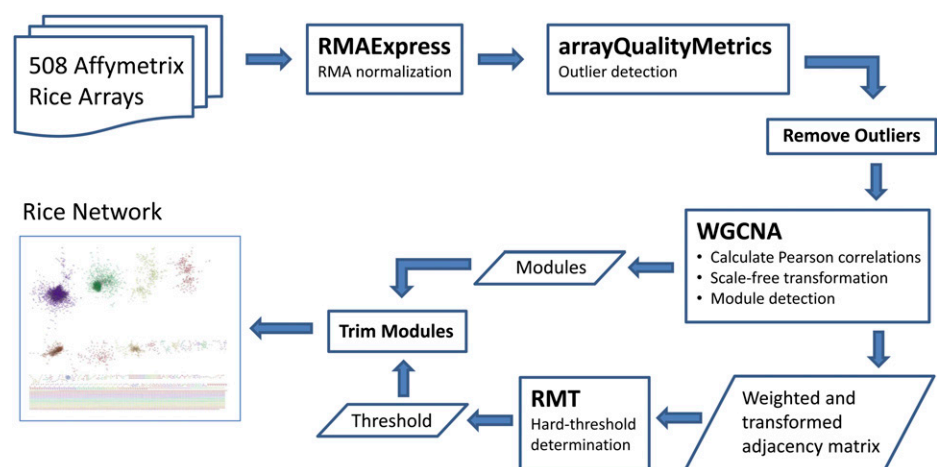 508 Affymetrix
Rice Arrays
RMAExpress
RMA normalization
arrayQualityMetrics
Outlier detection
Remove Outliers
WGCNA
• Calculate Pearson correlations
• Scale-free transformation
• Module detection
Modules
Weighted and
transformed
adjacency matrix
RMT
Hard-threshold
determination
Threshold
Trim Modules
Rice Network